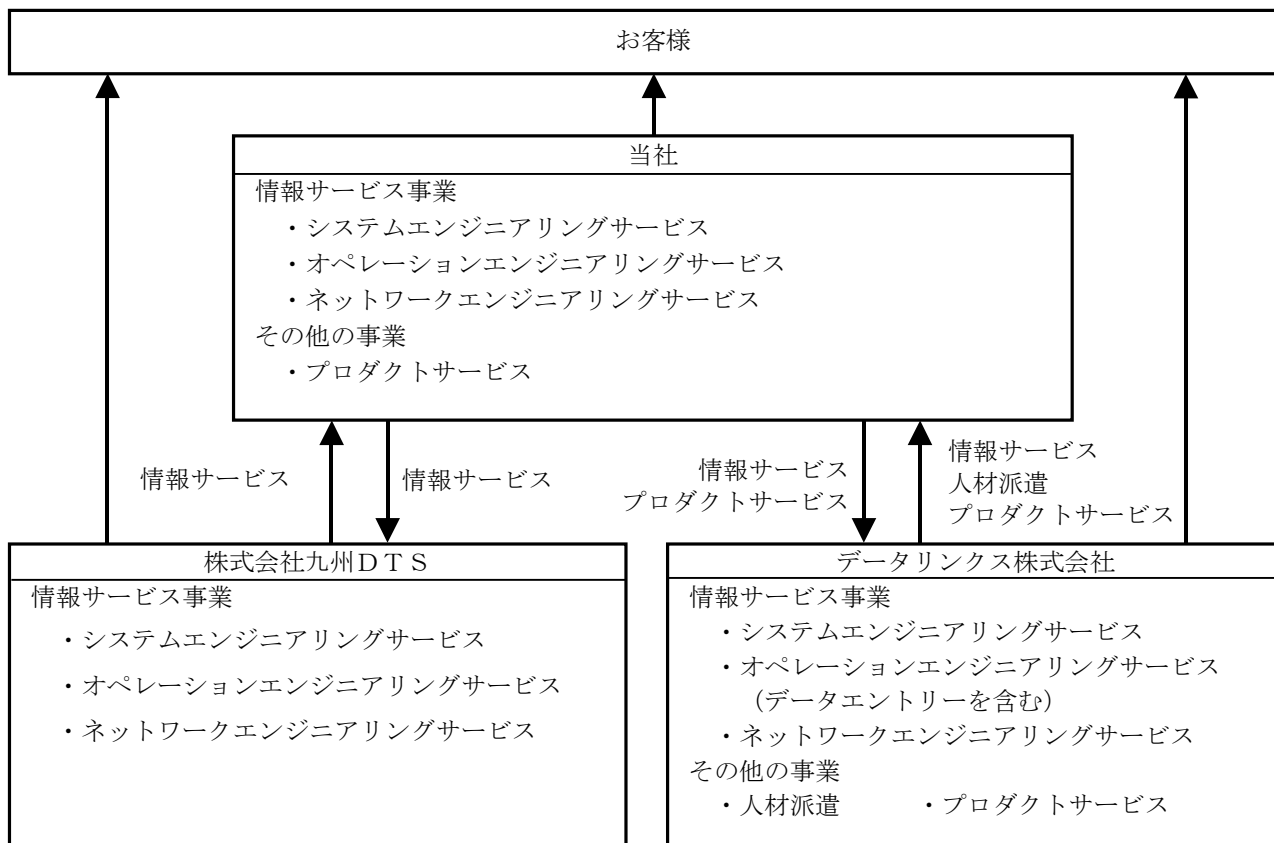 お客様
当社
情報サービス事業
・システムエンジニアリングサービス
・オペレーションエンジニアリングサービス
・ネットワークエンジニアリングサービス
その他の事業
・プロダクトサービス
情報サービス
情報サービス
情報サービス
プロダクトサービス
情報サービス
人材派遣
プロダクトサービス
株式会社九州ＤＴＳ
情報サービス事業
・システムエンジニアリングサービス
・オペレーションエンジニアリングサービス
・ネットワークエンジニアリングサービス
データリンクス株式会社
情報サービス事業
・システムエンジニアリングサービス
・オペレーションエンジニアリングサービス
（データエントリーを含む）
・ネットワークエンジニアリングサービス
その他の事業
・人材派遣　　　・プロダクトサービス